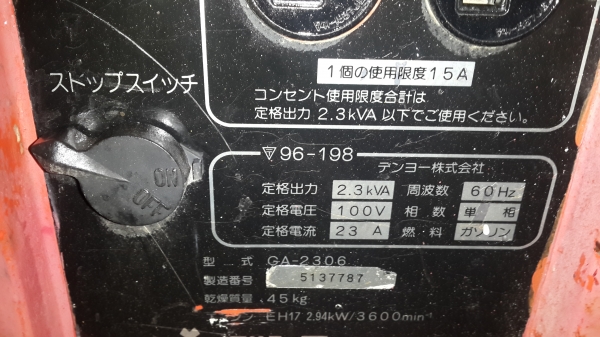 1個の使用限度15A
ストップスイッチ
コンセント使用限度合計は
定格出力 2.3kVA 以下でご使用ください。
ON
OFF
96-198
デンヨー株式会社
定格出力 2.3kVA 周波数 60Hz
定格電圧 100V 相数 単相
定格電流 23 A 燃料 ガソリン
型式 GA-2306
製造番号 5137787
乾燥質量 45kg
エンジン EH17 2.94kW/3600min⁻¹